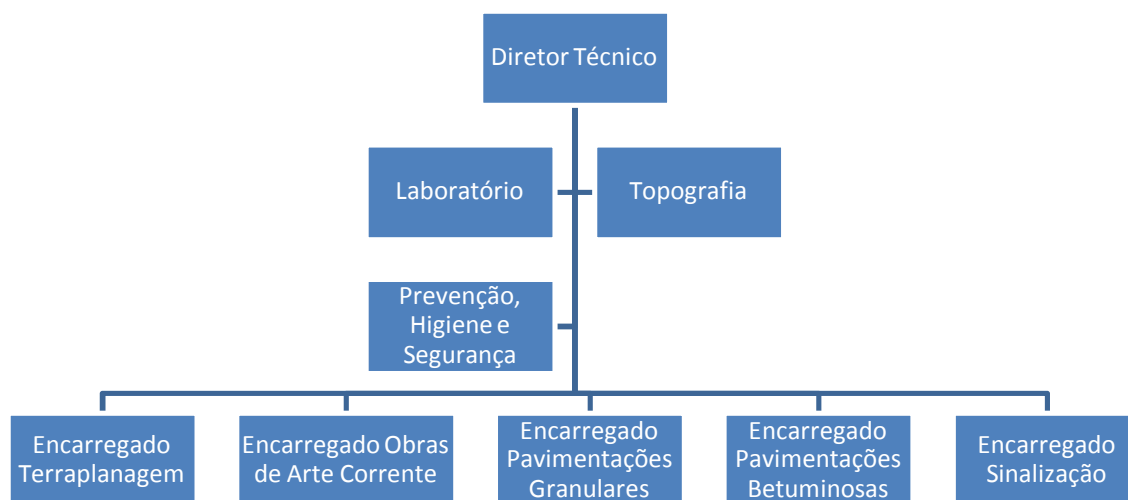 Diretor Técnico
Laboratório
Topografia
Prevenção,
Higiene e
Segurança
Encarregado
Terraplanagem
Encarregado Obras
de Arte Corrente
Encarregado
Pavimentações
Granulares
Encarregado
Pavimentações
Betuminosas
Encarregado
Sinalização